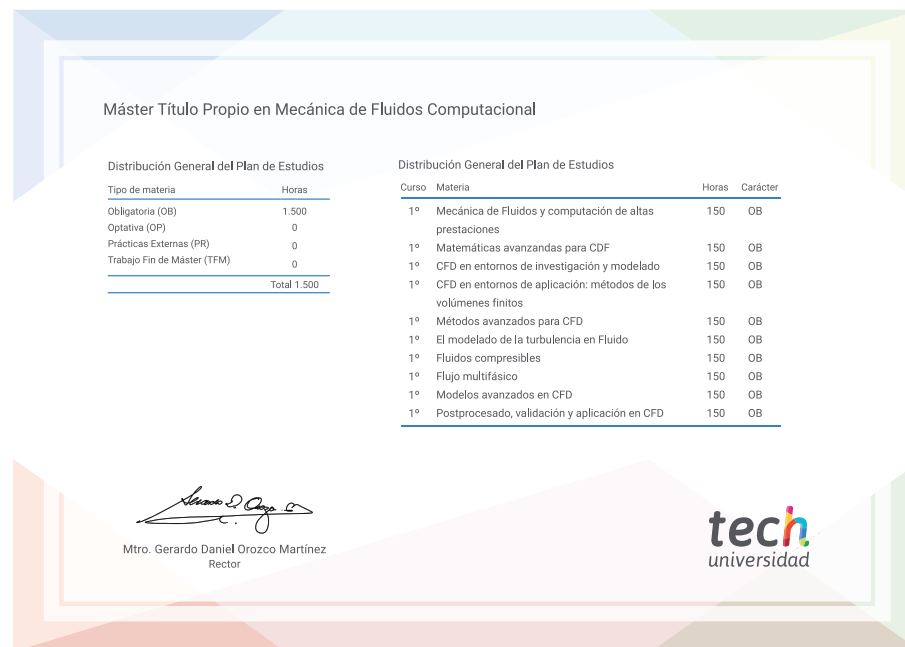 Máster Título Propio en Mecánica de Fluidos Computacional
Distribución General del Plan de Estudios
Tipo de materia Horas
Obligatoria (OB) 1.500
Optativa (OP) 0
Prácticas Externas (PR) 0
Trabajo Fin de Máster (TFM) 0
Total 1.500
Distribución General del Plan de Estudios
Curso Materia Horas Carácter
1º Mecánica de Fluidos y computación de altas 150 OB
prestaciones
1º Matemáticas avanzandas para CDF 150 OB
1º CFD en entornos de investigación y modelado 150 OB
1º CFD en entornos de aplicación: métodos de los 150 OB
volúmenes finitos
1º Métodos avanzados para CFD 150 OB
1º El modelado de la turbulencia en Fluido 150 OB
1º Fluidos compresibles 150 OB
1º Flujo multifásico 150 OB
1º Modelos avanzados en CFD 150 OB
1º Postprocesado, validación y aplicación en CFD 150 OB
Mtro. Gerardo Daniel Orozco Martínez
Rector
tech
universidad